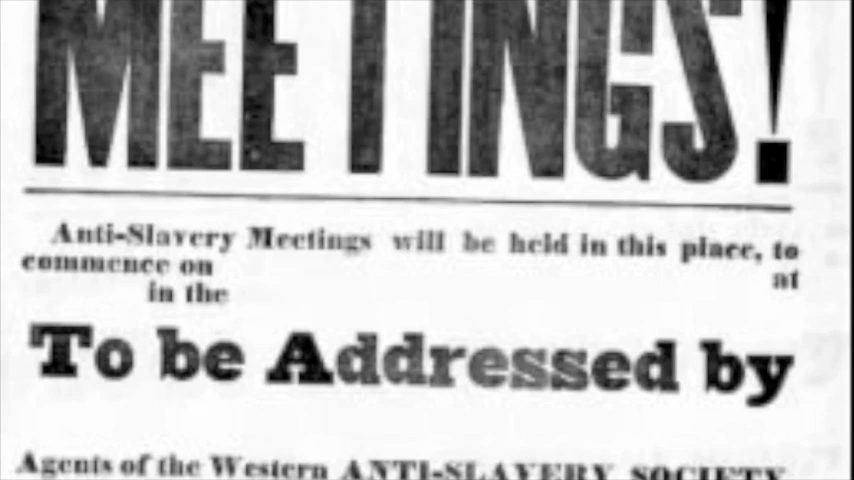 MEETINGS!
Anti-Slavery Meetings will be held in this place, to
commence on at
in the
To be Addressed by
Agents of the Western ANTI-SLAVERY SOCIETY